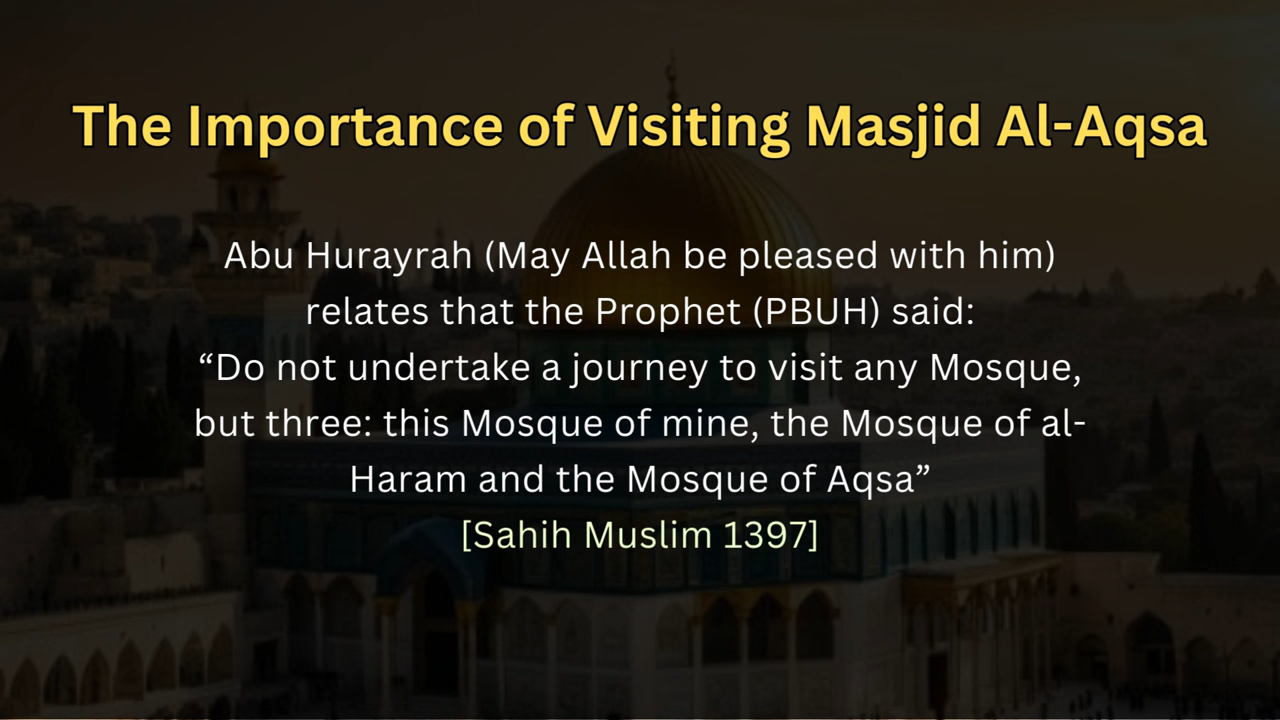 The Importance of Visiting Masjid Al-Aqsa
Abu Hurayrah (May Allah be pleased with him)
relates that the Prophet (PBUH) said:
“Do not undertake a journey to visit any Mosque,
but three: this Mosque of mine, the Mosque of al-
Haram and the Mosque of Aqsa”
[Sahih Muslim 1397]